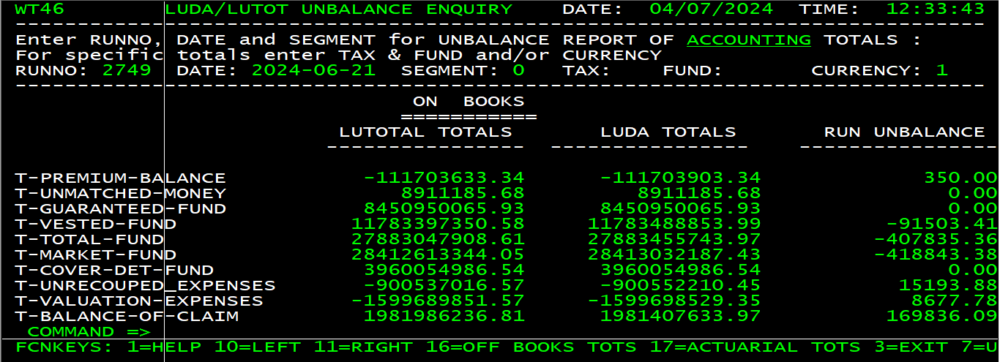 WT46 LUDA/LUTOT UNBALANCE ENQUIRY DATE: 04/07/2024 TIME: 12:33:43
------------------------------------------------------------------------------
Enter RUNNO, DATE and SEGMENT for UNBALANCE REPORT OF ACCOUNTING TOTALS :
For specific totals enter TAX & FUND and/or CURRENCY
RUNNO: 2749 DATE: 2024-06-21 SEGMENT: 0 TAX: FUND: CURRENCY: 1
------------------------------------------------------------------------------
ON BOOKS
===========
LUTOTAL TOTALS LUDA TOTALS RUN UNBALANCE
---------------- ---------------- ----------------
T-PREMIUM-BALANCE -111703633.34 -111703903.34 350.00
T-UNMATCHED-MONEY 8911185.68 8911185.68 0.00
T-GUARANTEED-FUND 8450950065.93 8450950065.93 0.00
T-VESTED-FUND 11783397350.58 11783488853.99 -91503.41
T-TOTAL-FUND 27883047908.61 27883455743.97 -407835.36
T-MARKET-FUND 28412613344.05 28413032187.43 -418843.38
T-COVER-DET-FUND 3960054986.54 3960054986.54 0.00
T-UNRECOUPED_EXPENSES -900537016.57 -900552210.45 15193.88
T-VALUATION-EXPENSES -1599689851.57 -1599698529.35 8677.78
T-BALANCE-OF-CLAIM 1981986236.81 1981407633.97 169836.09
COMMAND =>
FCNKEYS: 1=HELP 10=LEFT 11=RIGHT 16=OFF BOOKS TOTS 17=ACTUARIAL TOTS 3=EXIT 7=U